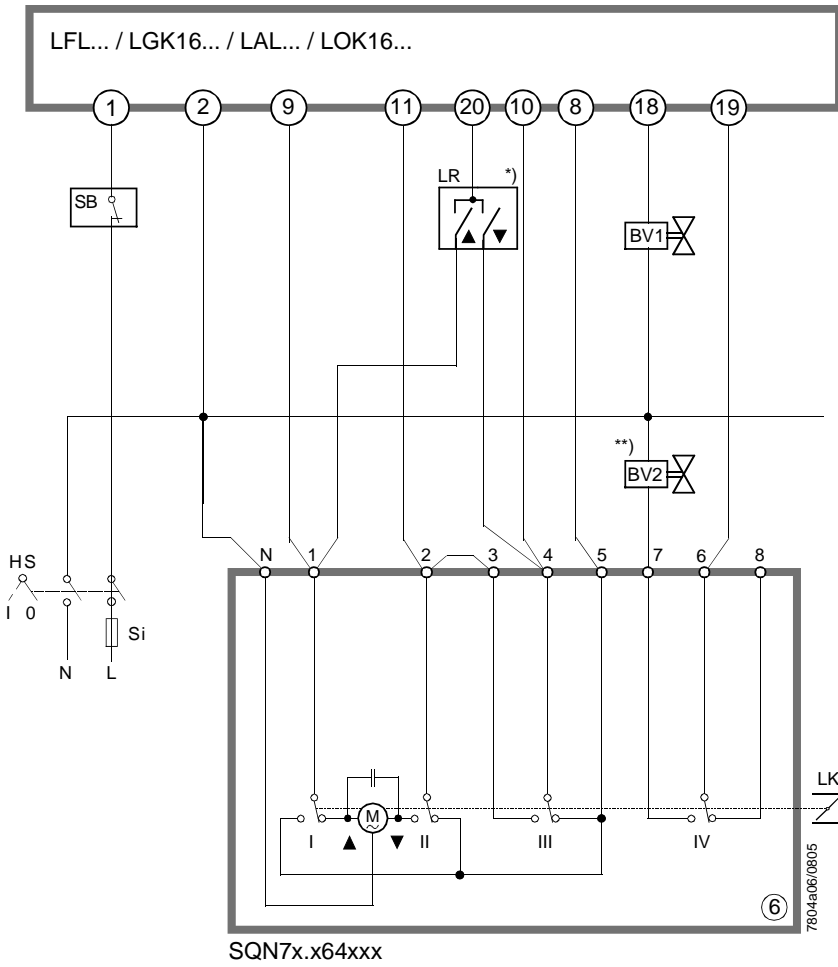 LFL... / LGK16... / LAL... / LOK16...
1 2 9 11 20 10 8 18 19
SB
LR *)
▲ ▼
BV1
**)
BV2
HS
I 0
Si
N L
N 1 2 3 4 5 7 6 8
LK
M
~
I ▲ ▼ II III IV
6
7804a06/0805
SQN7x.x64xxx